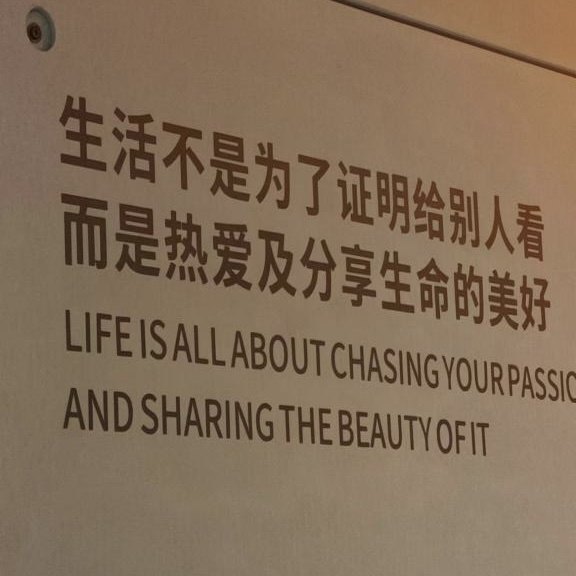 生活不是为了证明给别人看
而是热爱及分享生命的美好
LIFE IS ALL ABOUT CHASING YOUR PASSIO
AND SHARING THE BEAUTY OF IT